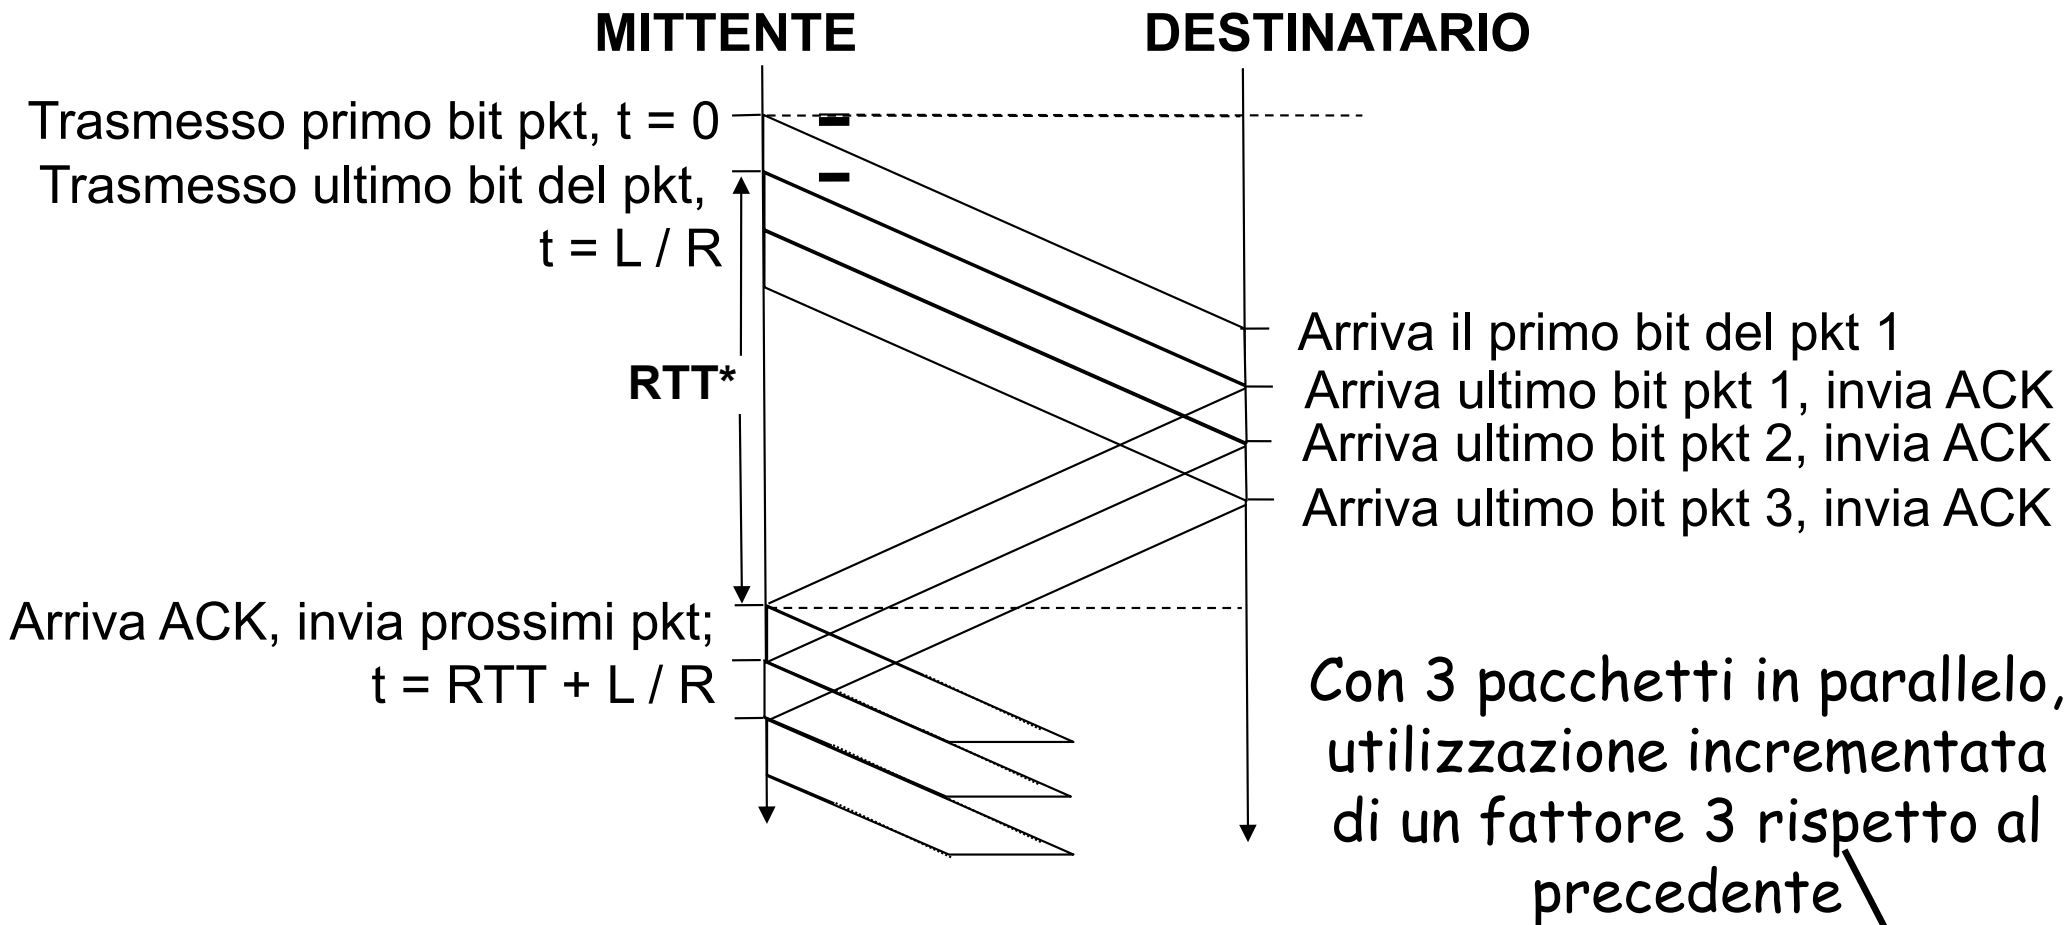 MITTENTE
DESTINATARIO
Trasmesso primo bit pkt, t = 0
Trasmesso ultimo bit del pkt,
t = L / R
RTT*
Arriva il primo bit del pkt 1
Arriva ultimo bit pkt 1, invia ACK
Arriva ultimo bit pkt 2, invia ACK
Arriva ultimo bit pkt 3, invia ACK
Arriva ACK, invia prossimi pkt;
t = RTT + L / R
Con 3 pacchetti in parallelo,
utilizzazione incrementata
di un fattore 3 rispetto al
precedente